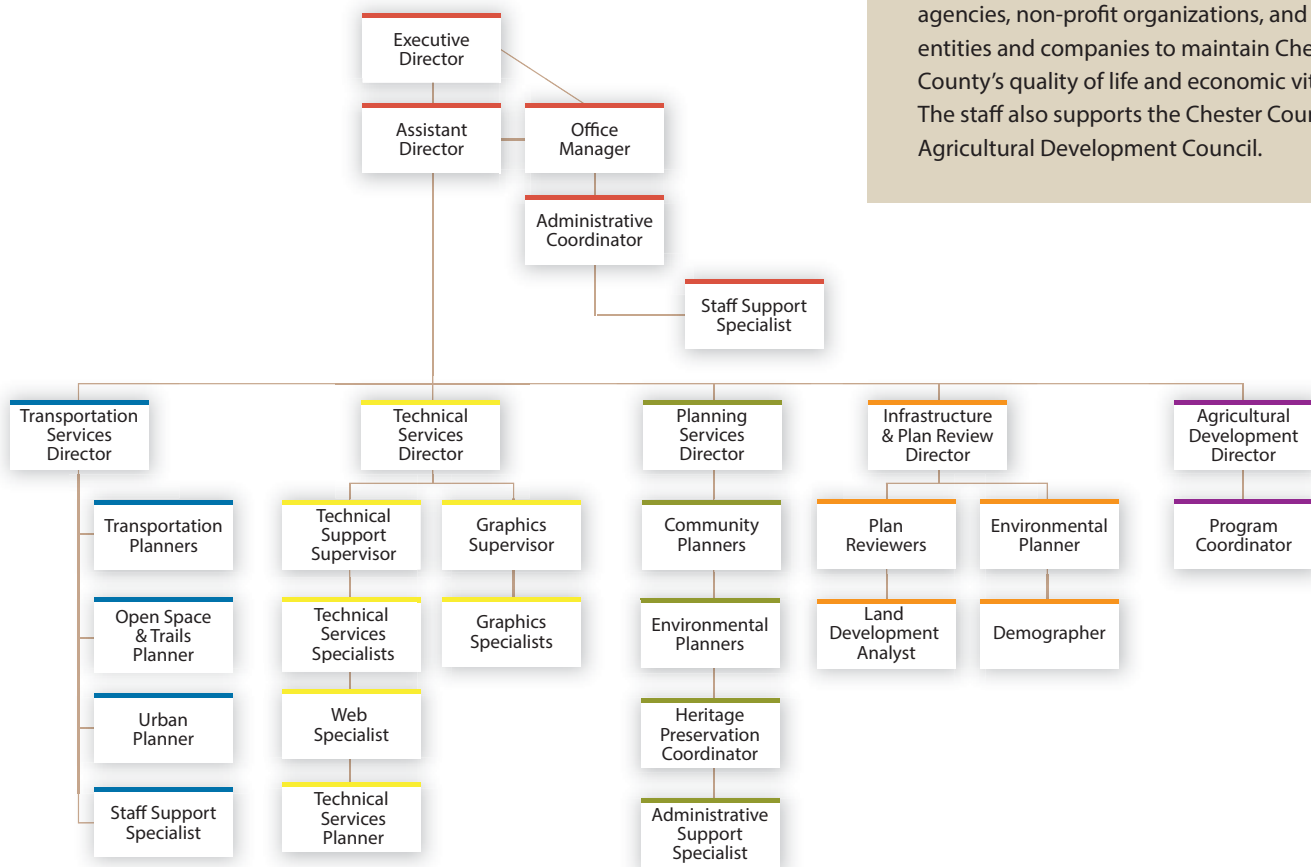 agencies, non-profit organizations, and
entities and companies to maintain
County's quality of life and economic
The staff also supports the Chester
Agricultural Development Council.
Executive
Director
Assistant
Director
Office
Manager
Administrative
Coordinator
Staff Support
Specialist
Transportation
Services
Director
Technical
Services
Director
Planning
Services
Director
Infrastructure
& Plan Review
Director
Agricultural
Development
Director
Transportation
Planners
Open Space
& Trails
Planner
Urban
Planner
Staff Support
Specialist
Technical
Support
Supervisor
Technical
Services
Specialists
Web
Specialist
Technical
Services
Planner
Graphics
Supervisor
Graphics
Specialists
Community
Planners
Environmental
Planners
Heritage
Preservation
Coordinator
Administrative
Support
Specialist
Plan
Reviewers
Land
Development
Analyst
Environmental
Planner
Demographer
Program
Coordinator